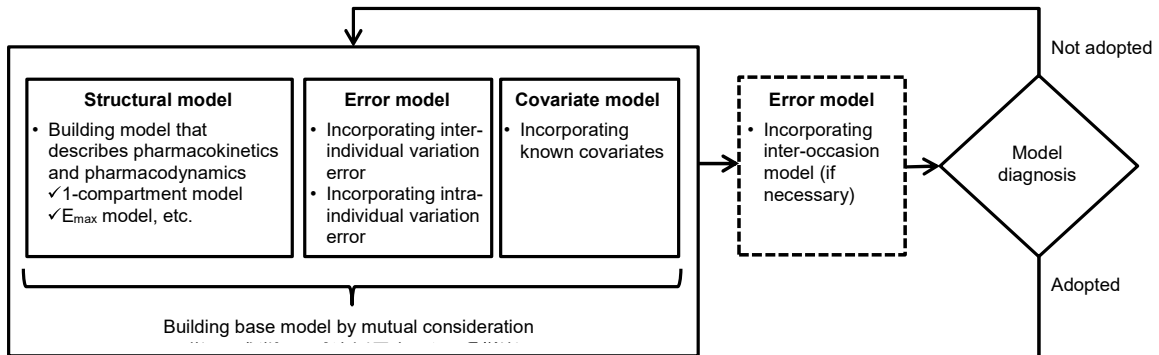 Not adopted
Structural model
• Building model that
describes pharmacokinetics
and pharmacodynamics
✓1-compartment model
✓Emax model, etc.
Error model
• Incorporating inter-
individual variation
error
• Incorporating intra-
individual variation
error
Covariate model
• Incorporating
known covariates
Error model
• Incorporating
inter-occasion
model (if
necessary)
Model
diagnosis
Adopted
Building base model by mutual consideration